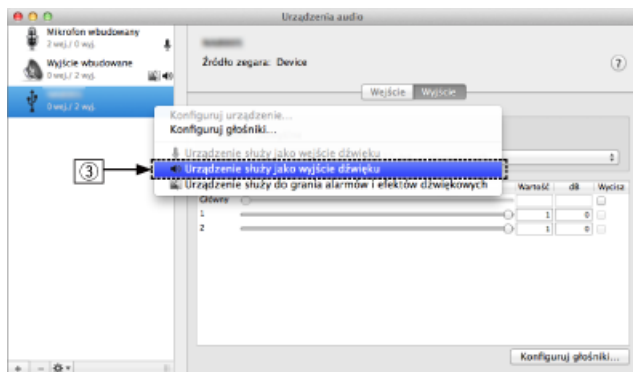 Urządzenia audio
Mikrofon wbudowany
2 wej./ 0 wyj.
Wyjście wbudowane
0 wej./ 2 wyj.
0 wej./ 2 wyj.
Źródło zegara: Device
?
Wejście Wyjście
Konfiguruj urządzenie...
Konfiguruj głośniki...
Urządzenie służy jako wejście dźwięku
3
Urządzenie służy jako wyjście dźwięku
Urządzenie służy do grania alarmów i efektów dźwiękowych
Wartość dB Wycisz
Główny
1 1 0
2 1 0
Konfiguruj głośniki...